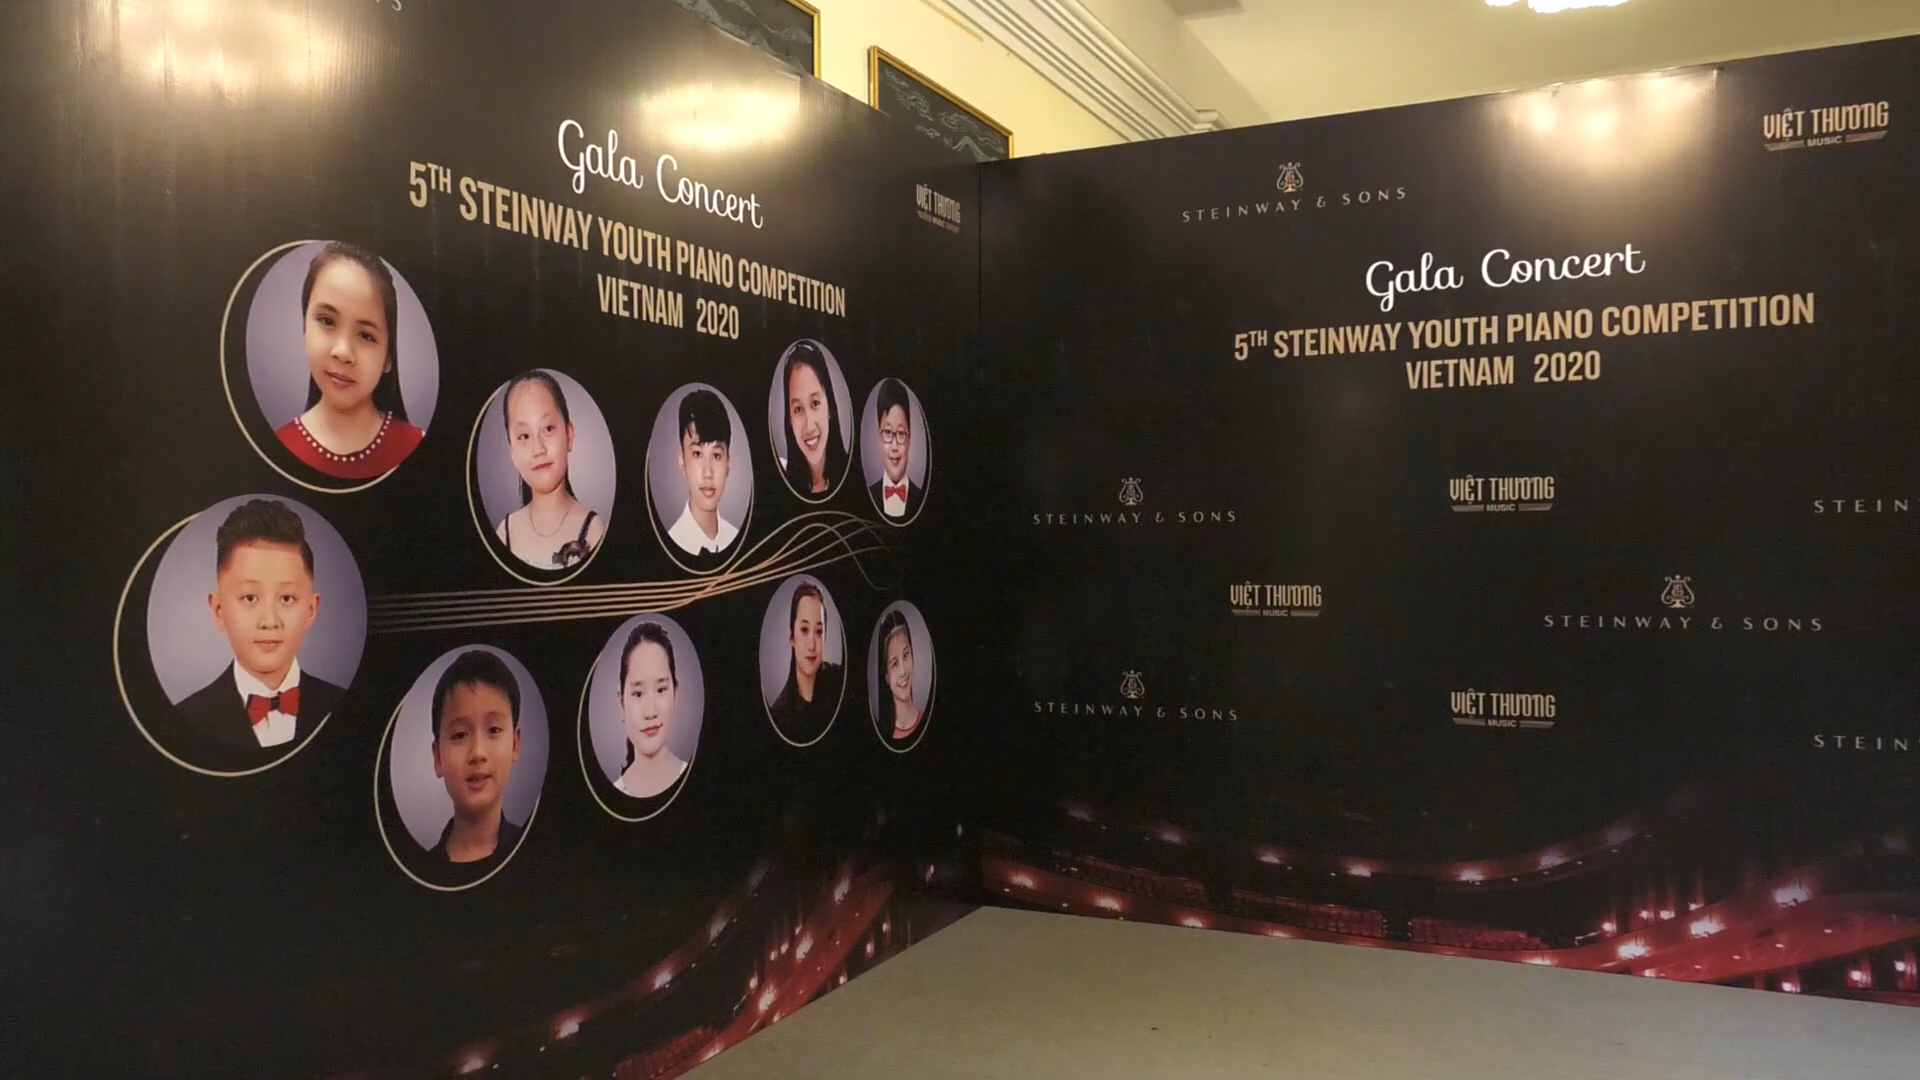 Gala Concert
5TH STEINWAY YOUTH PIANO COMPETITION
VIETNAM 2020
VIỆT THƯƠNG
MUSIC
STEINWAY & SONS
VIỆT THƯƠNG
MUSIC
Gala Concert
5TH STEINWAY YOUTH PIANO COMPETITION
VIETNAM 2020
STEINWAY & SONS
VIỆT THƯƠNG
MUSIC
STEIN
VIỆT THƯƠNG
MUSIC
STEINWAY & SONS
STEINWAY & SONS
VIỆT THƯƠNG
MUSIC
STEIN